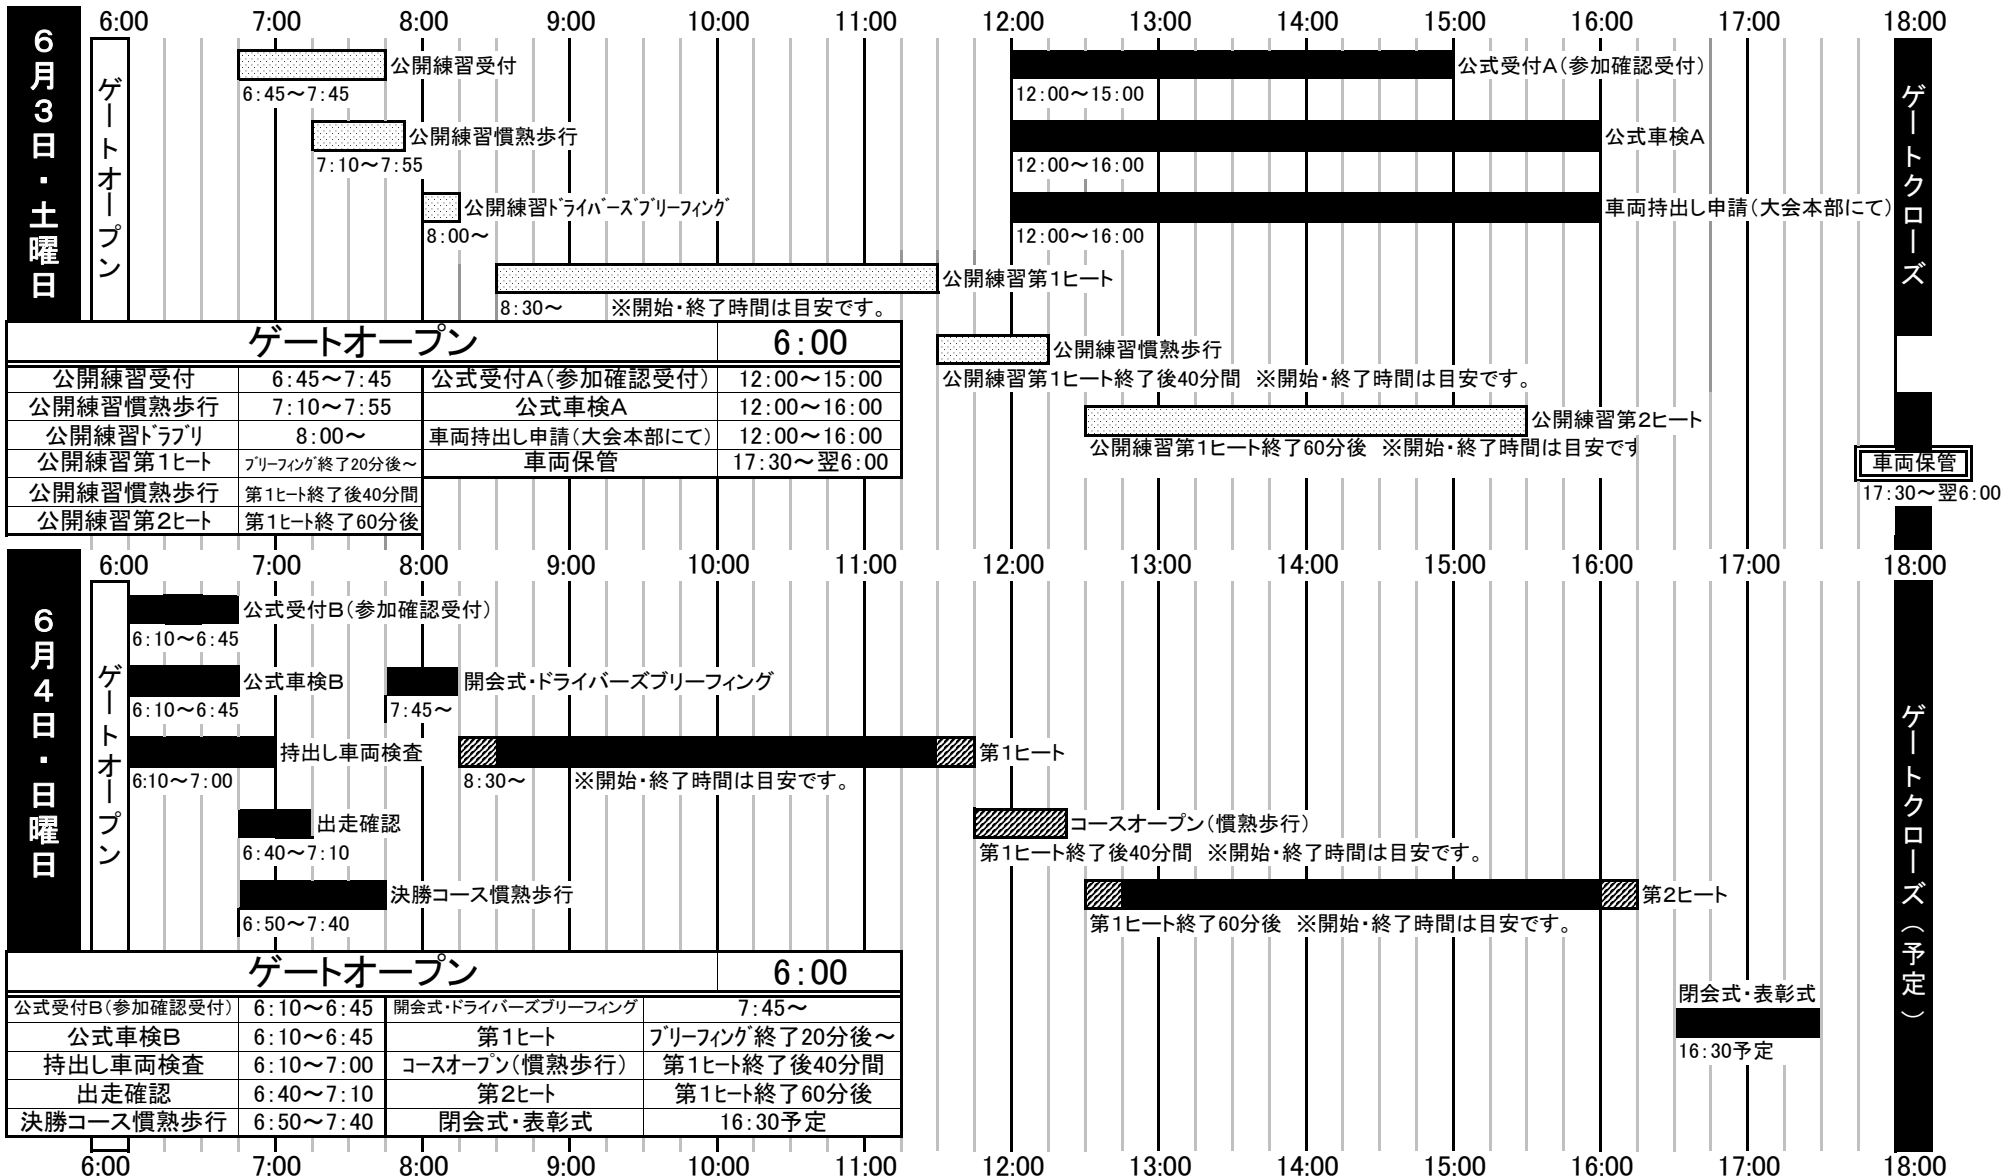 6:00 7:00 8:00 9:00 10:00 11:00 12:00 13:00 14:00 15:00 16:00 17:00 18:00
6月3日・土曜日
ゲートオープン
ゲートクローズ
公開練習受付
6:45～7:45
公式受付A(参加確認受付)
12:00～15:00
公開練習慣熟歩行
7:10～7:55
公式車検A
12:00～16:00
公開練習ドライバーズブリーフィング
8:00～
車両持出し申請(大会本部にて)
12:00～16:00
公開練習第1ヒート
8:30～ ※開始・終了時間は目安です。
公開練習慣熟歩行
公開練習第1ヒート終了後40分間 ※開始・終了時間は目安です。
公開練習第2ヒート
公開練習第1ヒート終了60分後 ※開始・終了時間は目安です
車両保管
17:30～翌6:00
ゲートオープン 6:00
公開練習受付 6:45～7:45 公式受付A(参加確認受付) 12:00～15:00
公開練習慣熟歩行 7:10～7:55 公式車検A 12:00～16:00
公開練習ドラブリ 8:00～ 車両持出し申請(大会本部にて) 12:00～16:00
公開練習第1ヒート ブリーフィング終了20分後～ 車両保管 17:30～翌6:00
公開練習慣熟歩行 第1ヒート終了後40分間
公開練習第2ヒート 第1ヒート終了60分後
6:00 7:00 8:00 9:00 10:00 11:00 12:00 13:00 14:00 15:00 16:00 17:00 18:00
6月4日・日曜日
ゲートオープン
ゲートクローズ(予定)
公式受付B(参加確認受付)
6:10～6:45
公式車検B
6:10～6:45
開会式・ドライバーズブリーフィング
7:45～
持出し車両検査
6:10～7:00
第1ヒート
8:30～ ※開始・終了時間は目安です。
出走確認
6:40～7:10
コースオープン(慣熟歩行)
第1ヒート終了後40分間 ※開始・終了時間は目安です。
決勝コース慣熟歩行
6:50～7:40
第2ヒート
第1ヒート終了60分後 ※開始・終了時間は目安です。
閉会式・表彰式
16:30予定
ゲートオープン 6:00
公式受付B(参加確認受付) 6:10～6:45 開会式・ドライバーズブリーフィング 7:45～
公式車検B 6:10～6:45 第1ヒート ブリーフィング終了20分後～
持出し車両検査 6:10～7:00 コースオープン(慣熟歩行) 第1ヒート終了後40分間
出走確認 6:40～7:10 第2ヒート 第1ヒート終了60分後
決勝コース慣熟歩行 6:50～7:40 閉会式・表彰式 16:30予定
6:00 7:00 8:00 9:00 10:00 11:00 12:00 13:00 14:00 15:00 16:00 17:00 18:00